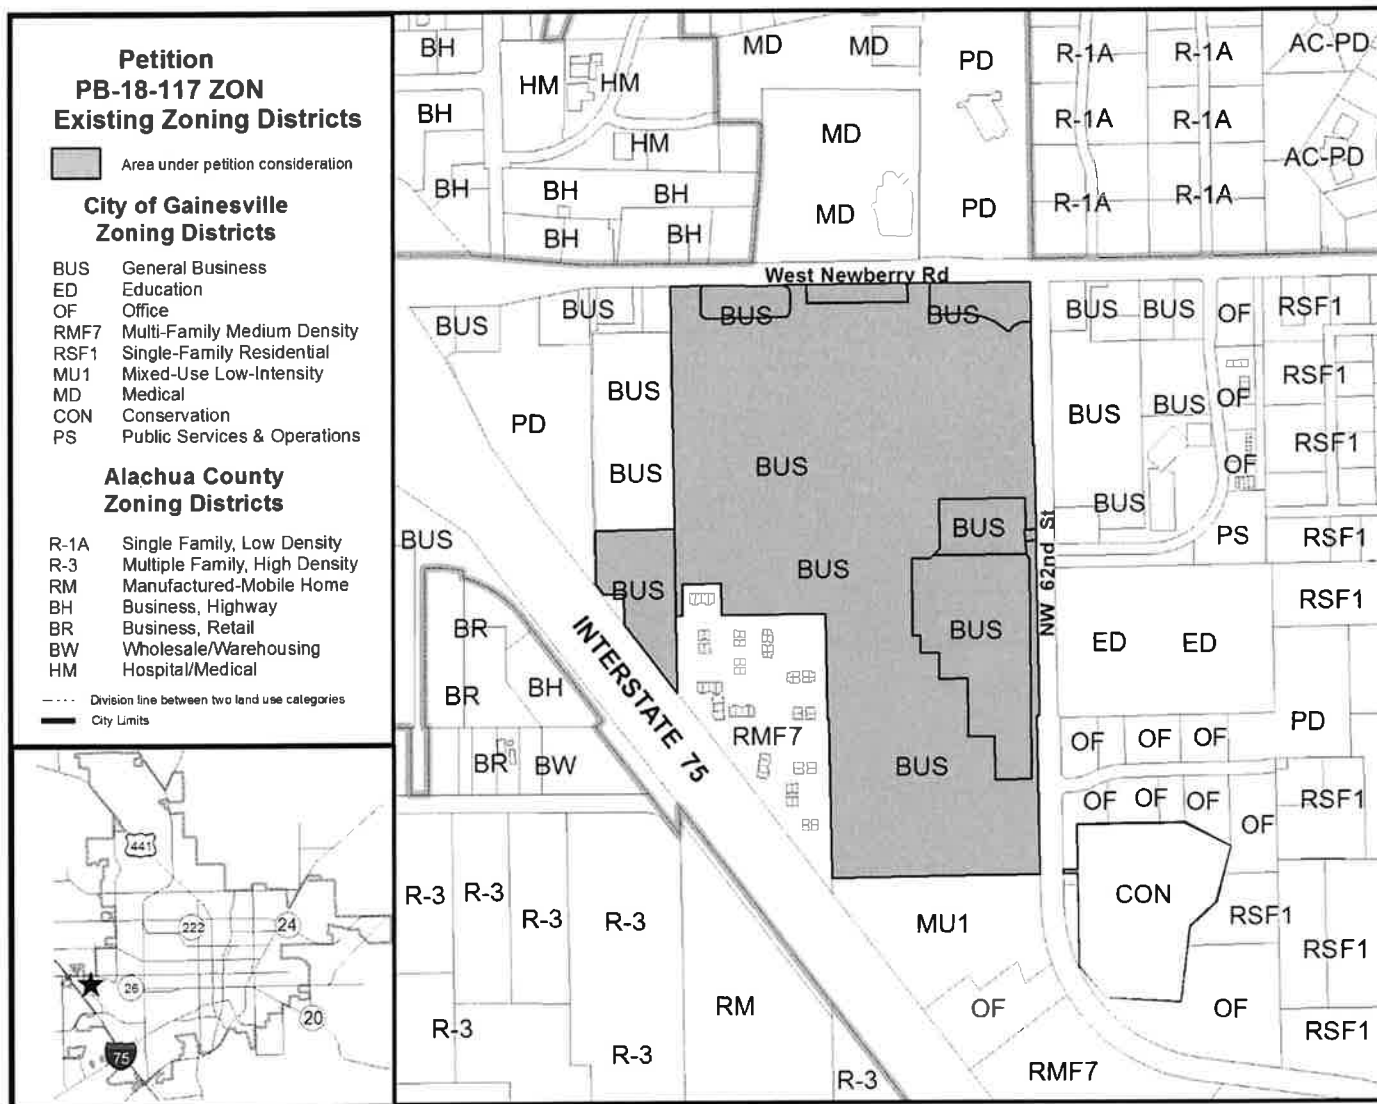 Petition
PB-18-117 ZON
Existing Zoning Districts
Area under petition consideration
City of Gainesville
Zoning Districts
BUS General Business
ED Education
OF Office
RMF7 Multi-Family Medium Density
RSF1 Single-Family Residential
MU1 Mixed-Use Low-Intensity
MD Medical
CON Conservation
PS Public Services & Operations
Alachua County
Zoning Districts
R-1A Single Family, Low Density
R-3 Multiple Family, High Density
RM Manufactured-Mobile Home
BH Business, Highway
BR Business, Retail
BW Wholesale/Warehousing
HM Hospital/Medical
Division line between two land use categories
City Limits
441
222
24
26
20
75
BH MD MD PD R-1A R-1A AC-PD
HM HM
BH MD R-1A R-1A
HM AC-PD
BH BH BH MD PD R-1A R-1A
BH BH
West Newberry Rd
BUS BUS BUS BUS BUS BUS OF RSF1
BUS RSF1
PD BUS BUS OF
BUS BUS OF RSF1
BUS
BUS BUS NW 62nd St PS RSF1
BUS BUS RSF1
BR INTERSTATE 75 BUS ED ED
BR BH
RMF7 PD
BR BW BUS OF OF OF
OF OF OF RSF1
OF
R-3 R-3 R-3 R-3 MU1 CON RSF1
RSF1
RM OF OF
R-3 RSF1
R-3 R-3 RMF7